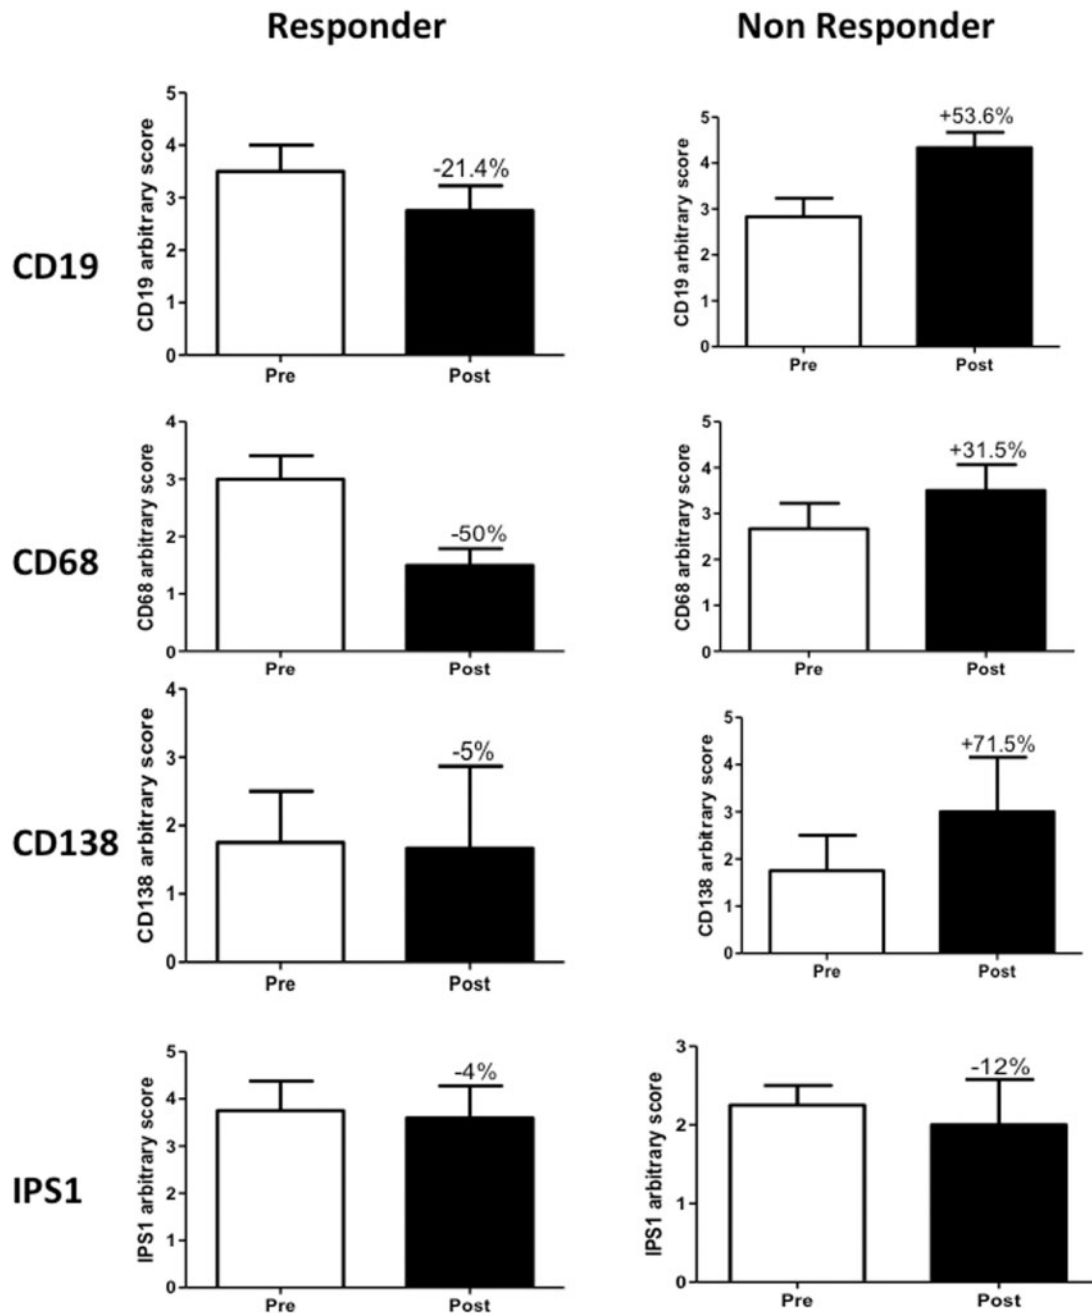 Responder
Non Responder
CD19
CD19 arbitrary score
5
4
3
2
1
0
-21.4%
Pre
Post
CD19 arbitrary score
5
4
3
2
1
0
+53.6%
Pre
Post
CD68
CD68 arbitrary score
4
3
2
1
0
-50%
Pre
Post
CD68 arbitrary score
5
4
3
2
1
0
+31.5%
Pre
Post
CD138
CD138 arbitrary score
4
3
2
1
0
-5%
Pre
Post
CD138 arbitrary score
5
4
3
2
1
0
+71.5%
Pre
Post
IPS1
IPS1 arbitrary score
5
4
3
2
1
0
-4%
Pre
Post
IPS1 arbitrary score
3
2
1
0
-12%
Pre
Post